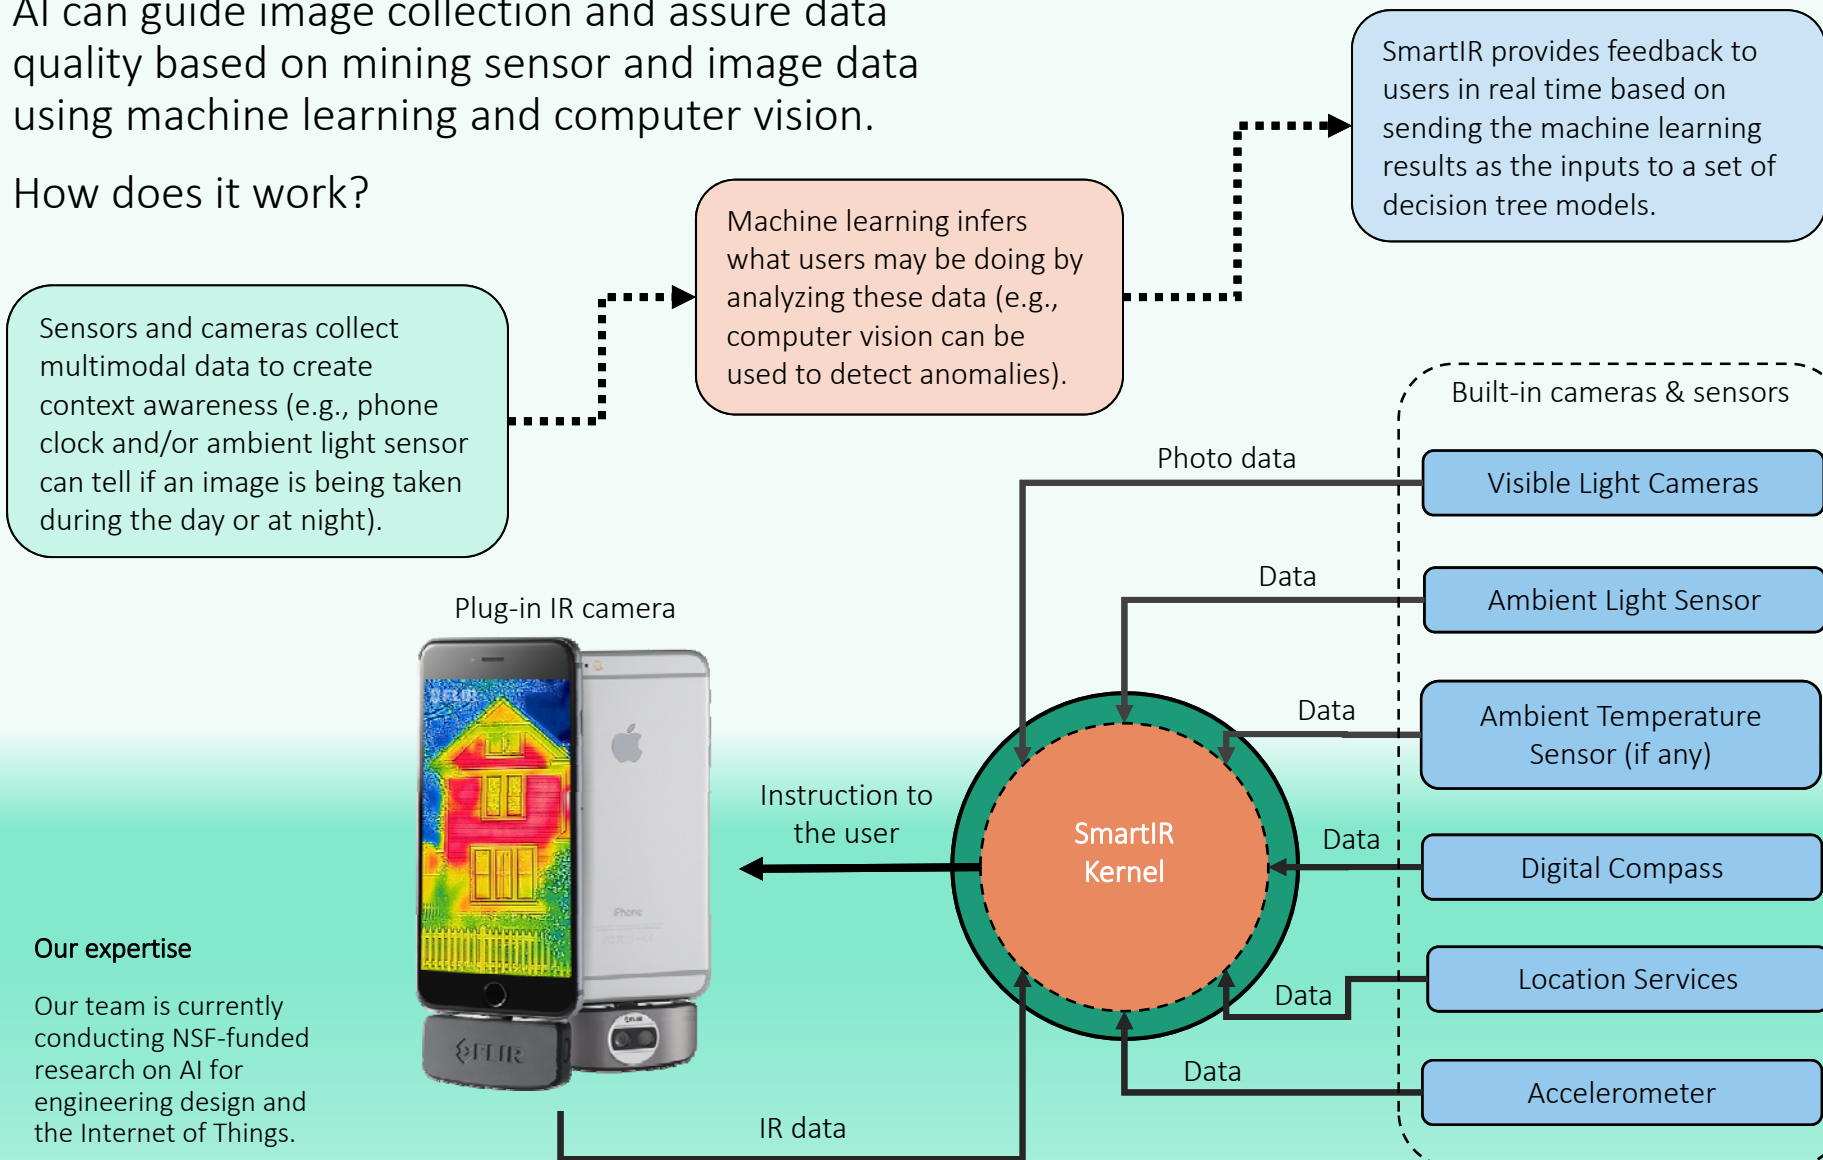 AI can guide image collection and assure data
quality based on mining sensor and image data
using machine learning and computer vision.
How does it work?
SmartIR provides feedback to
users in real time based on
sending the machine learning
results as the inputs to a set of
decision tree models.
Machine learning infers
what users may be doing by
analyzing these data (e.g.,
computer vision can be
used to detect anomalies).
Sensors and cameras collect
multimodal data to create
context awareness (e.g., phone
clock and/or ambient light sensor
can tell if an image is being taken
during the day or at night).
Built-in cameras & sensors
Photo data
Visible Light Cameras
Data
Ambient Light Sensor
Plug-in IR camera
FLIR
Data
Ambient Temperature
Sensor (if any)
Instruction to
the user
SmartIR
Kernel
Data
Digital Compass
iPhone
Data
Location Services
FLIR
FLIR
Data
Accelerometer
IR data
Our expertise
Our team is currently
conducting NSF-funded
research on AI for
engineering design and
the Internet of Things.